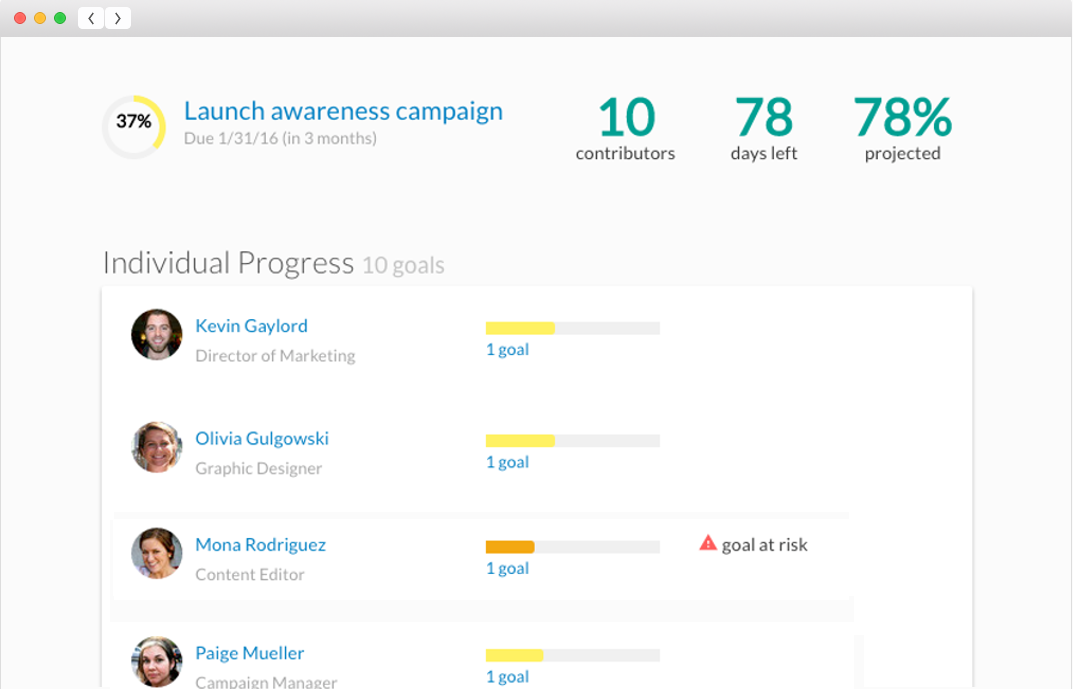 37%
Launch awareness campaign
Due 1/31/16 (in 3 months)
10
contributors
78
days left
78%
projected
Individual Progress 10 goals
Kevin Gaylord
Director of Marketing
1 goal
Olivia Gulgowski
Graphic Designer
1 goal
Mona Rodriguez
Content Editor
1 goal
goal at risk
Paige Mueller
Campaign Manager
1 goal